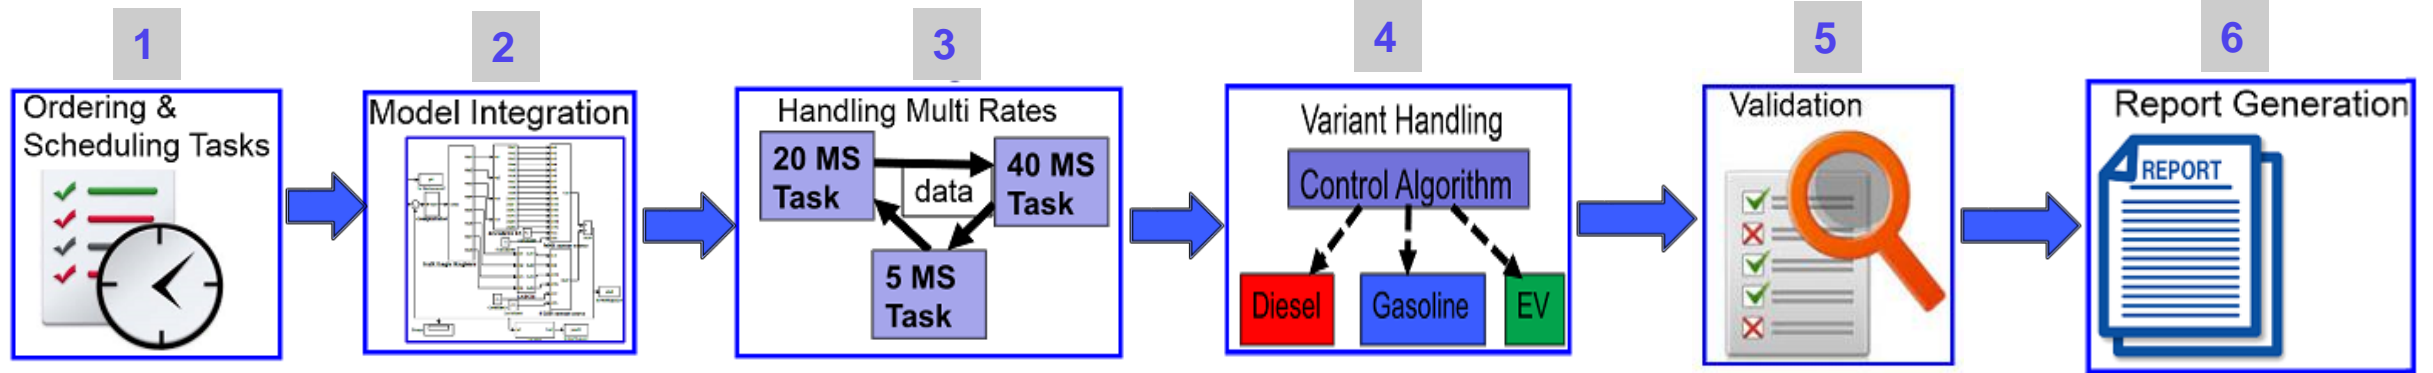 1
2
3
4
5
6
Ordering &
Scheduling Tasks
Model Integration
Handling Multi Rates
20 MS
Task
data
40 MS
Task
5 MS
Task
Variant Handling
Control Algorithm
Diesel
Gasoline
EV
Validation
Report Generation
REPORT